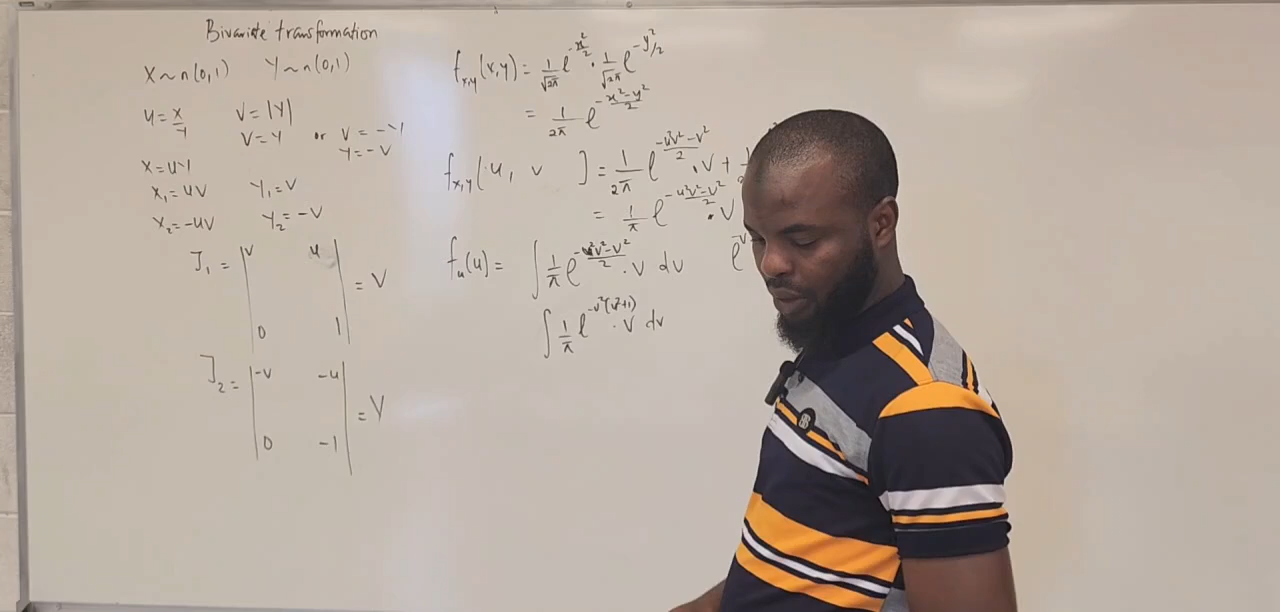 Bivariate transformation
X ~ n(0,1) Y ~ n(0,1)
u = x/y V = |Y|
V = Y or V = -Y
Y = -V
X = uY
X₁ = uV Y₁ = V
X₂ = -uV Y₂ = -V
J₁ = |V u; 0 1| = V
J₂ = |-V -u; 0 -1| = V
f_{x,y}(x,y) = 1/√2π e^{-x²/2} · 1/√2π e^{-y²/2}
= 1/2π e^{-x²-y²/2}
f_{x,y}(u, v) = 1/2π e^{-u²v²-v²/2} · V + 1/
= 1/π e^{-u²v²-v²/2} · V
f_u(u) = ∫ 1/π e^{-u²v²-v²/2} · V dv
∫ 1/π e^{-v²(u²+1)} · V dv